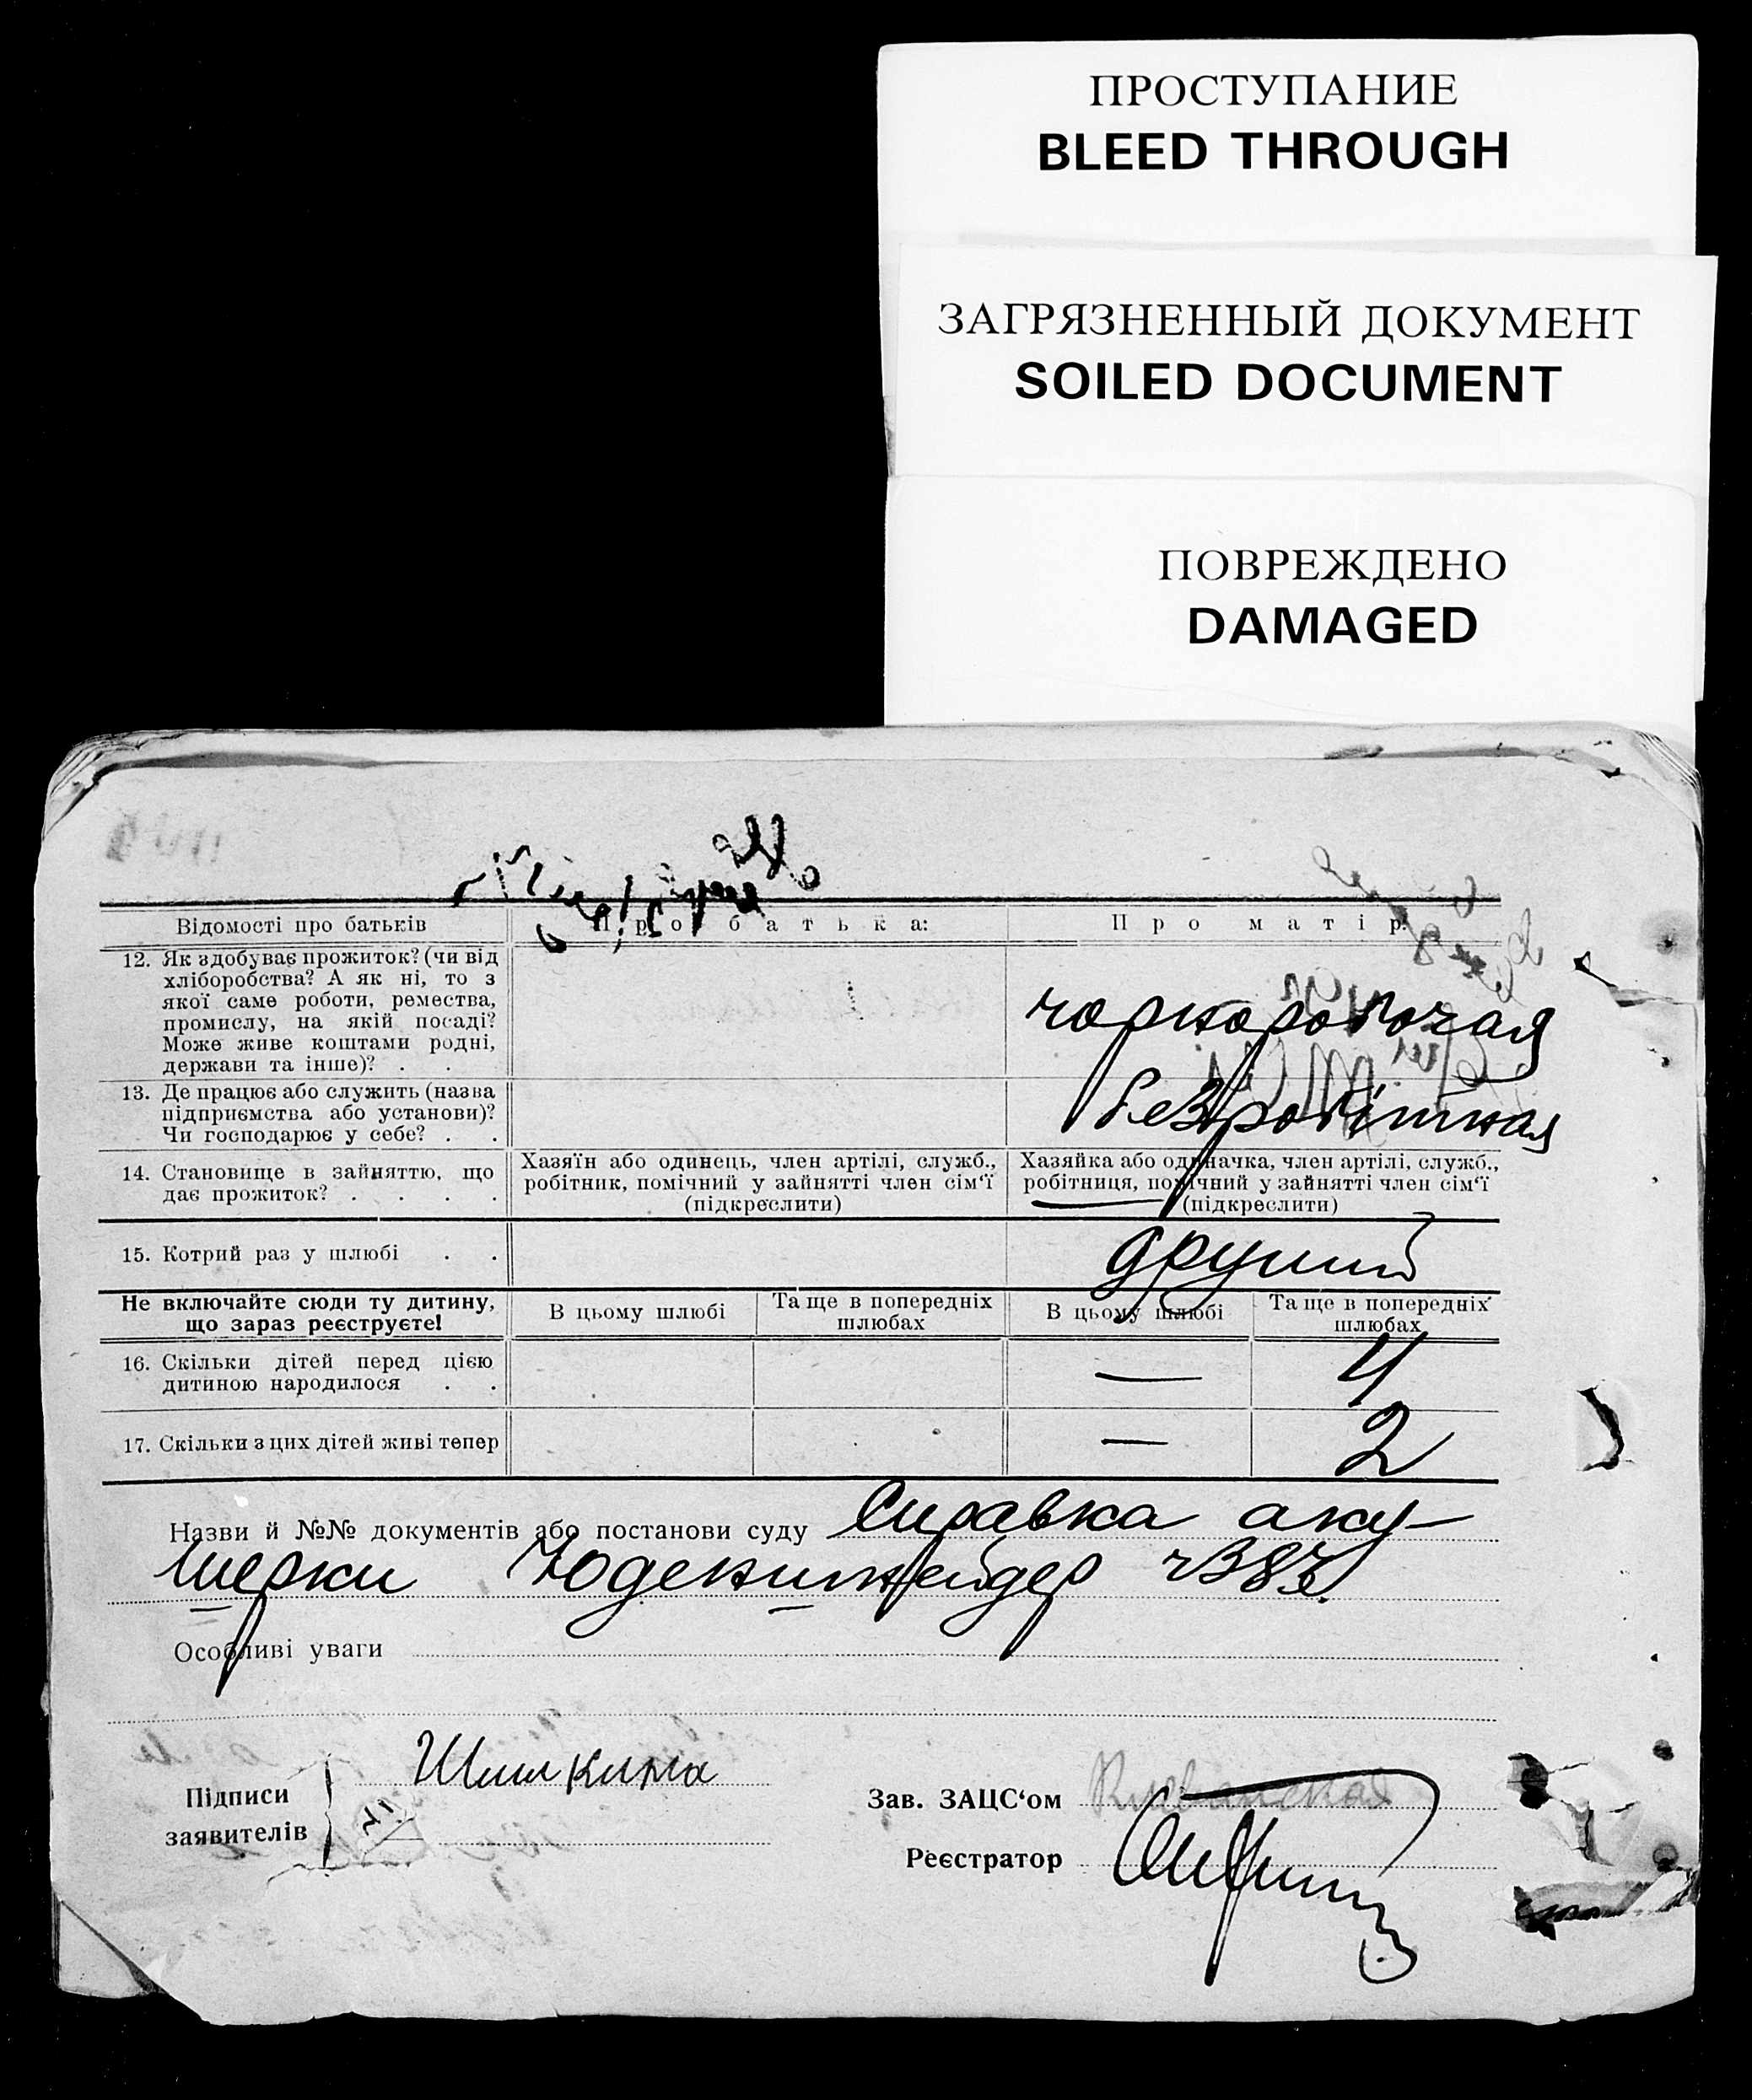 ПРОСТУПАНИЕ
BLEED THROUGH
ЗАГРЯЗНЕННЫЙ ДОКУМЕНТ
SOILED DOCUMENT
ПОВРЕЖДЕНО
DAMAGED
Відомості про батьків
Про батька:
Про матір:
12. Як здобуває прожиток? (чи від
хліборобства? А як ні, то з
якої саме роботи, ремества,
промислу, на якій посаді?
Може живе коштами родні,
держави та інше)? . .
чорноробочая
13. Де працює або служить (назва
підприємства або установи)?
Чи господарює у себе? . .
безробітная
14. Становище в зайняттю, що
дає прожиток? . . . .
Хазяїн або одинець, член артілі, служб.,
робітник, помічний у зайнятті член сім‘ї
(підкреслити)
Хазяйка або одиначка, член артілі, служб.,
робітниця, помічний у зайнятті член сім‘ї
(підкреслити)
15. Котрий раз у шлюбі . .
другий
Не включайте сюди ту дитину,
що зараз реєструєте!
В цьому шлюбі
Та ще в попередніх
шлюбах
В цьому шлюбі
Та ще в попередніх
шлюбах
16. Скільки дітей перед цією
дитиною народилося . .
— 4
17. Скільки з цих дітей живі тепер
— 2
Назви й №№ документів або постанови суду Справка аку-
шерки
Особливі уваги
Підписи
заявителів
Шишкина
Зав. ЗАЦС‘ом
Реєстратор